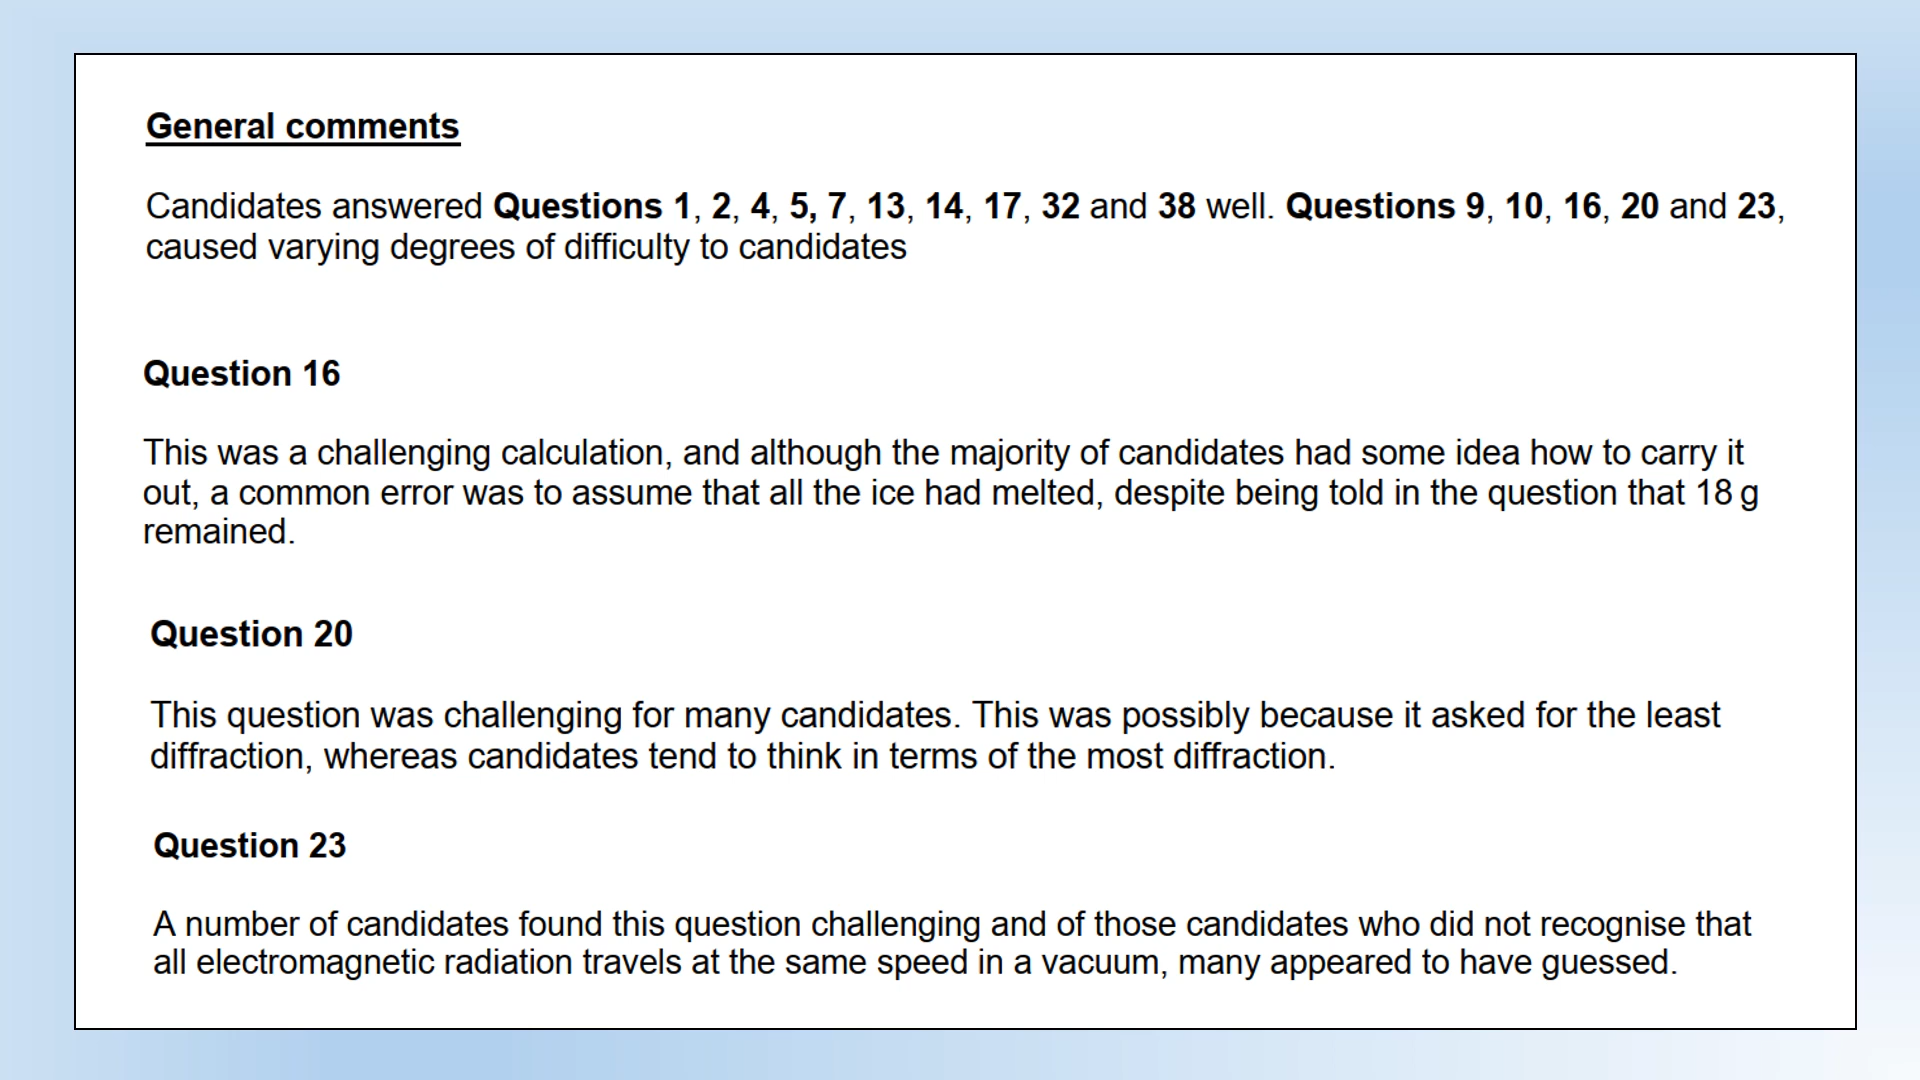 General comments
Candidates answered Questions 1, 2, 4, 5, 7, 13, 14, 17, 32 and 38 well. Questions 9, 10, 16, 20 and 23,
caused varying degrees of difficulty to candidates
Question 16
This was a challenging calculation, and although the majority of candidates had some idea how to carry it
out, a common error was to assume that all the ice had melted, despite being told in the question that 18 g
remained.
Question 20
This question was challenging for many candidates. This was possibly because it asked for the least
diffraction, whereas candidates tend to think in terms of the most diffraction.
Question 23
A number of candidates found this question challenging and of those candidates who did not recognise that
all electromagnetic radiation travels at the same speed in a vacuum, many appeared to have guessed.